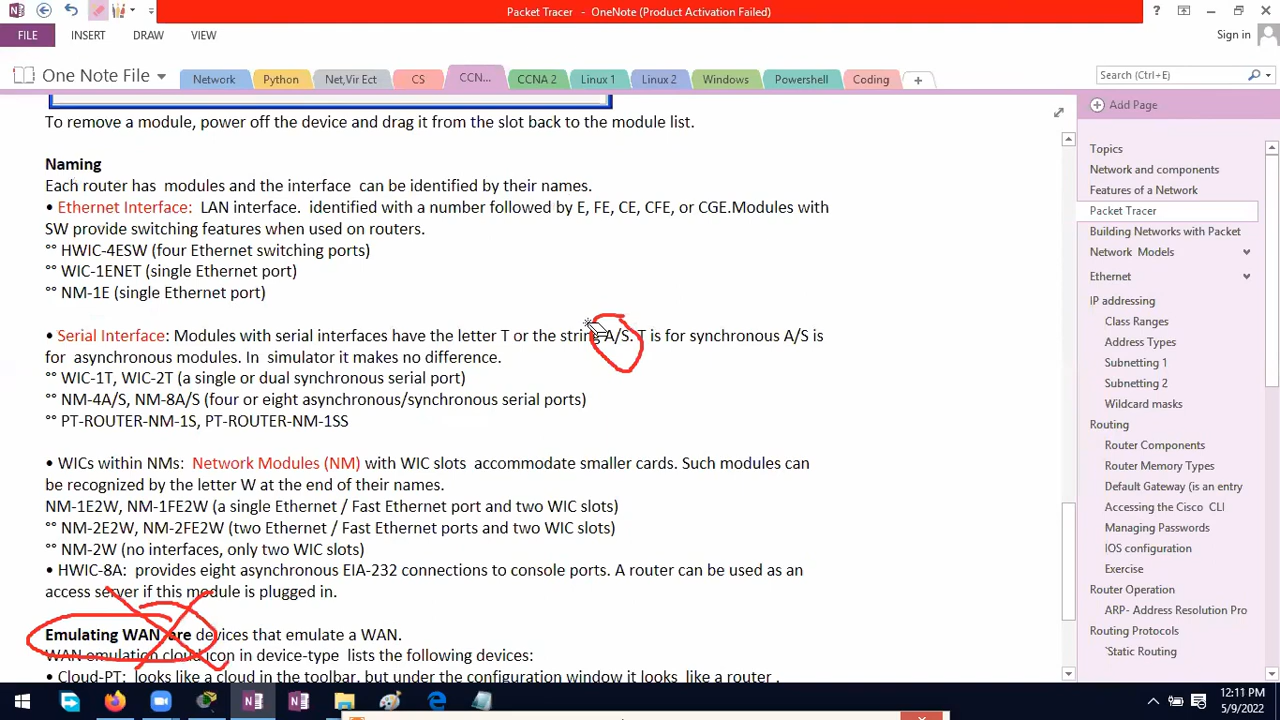 Packet Tracer - OneNote (Product Activation Failed)
?
FILE INSERT DRAW VIEW
Sign in
One Note File
Network Python Net,Vir Ect CS CCN... CCNA 2 Linux 1 Linux 2 Windows Powershell Coding +
Search (Ctrl+E)
To remove a module, power off the device and drag it from the slot back to the module list.
Naming
Each router has modules and the interface can be identified by their names.
• Ethernet Interface: LAN interface. identified with a number followed by E, FE, CE, CFE, or CGE.Modules with
SW provide switching features when used on routers.
°° HWIC-4ESW (four Ethernet switching ports)
°° WIC-1ENET (single Ethernet port)
°° NM-1E (single Ethernet port)
• Serial Interface: Modules with serial interfaces have the letter T or the string A/S. T is for synchronous A/S is
for asynchronous modules. In simulator it makes no difference.
°° WIC-1T, WIC-2T (a single or dual synchronous serial port)
°° NM-4A/S, NM-8A/S (four or eight asynchronous/synchronous serial ports)
°° PT-ROUTER-NM-1S, PT-ROUTER-NM-1SS
• WICs within NMs: Network Modules (NM) with WIC slots accommodate smaller cards. Such modules can
be recognized by the letter W at the end of their names.
NM-1E2W, NM-1FE2W (a single Ethernet / Fast Ethernet port and two WIC slots)
°° NM-2E2W, NM-2FE2W (two Ethernet / Fast Ethernet ports and two WIC slots)
°° NM-2W (no interfaces, only two WIC slots)
• HWIC-8A: provides eight asynchronous EIA-232 connections to console ports. A router can be used as an
access server if this module is plugged in.
Emulating WAN are devices that emulate a WAN.
WAN emulation cloud icon in device-type lists the following devices:
• Cloud-PT: looks like a cloud in the toolbar, but under the configuration window it looks like a router .
Add Page
Topics
Network and components
Features of a Network
Packet Tracer
Building Networks with Packet
Network Models
Ethernet
IP addressing
Class Ranges
Address Types
Subnetting 1
Subnetting 2
Wildcard masks
Routing
Router Components
Router Memory Types
Default Gateway (is an entry
Accessing the Cisco CLI
Managing Passwords
IOS configuration
Exercise
Router Operation
ARP- Address Resolution Pro
Routing Protocols
`Static Routing
12:11 PM
5/9/2022